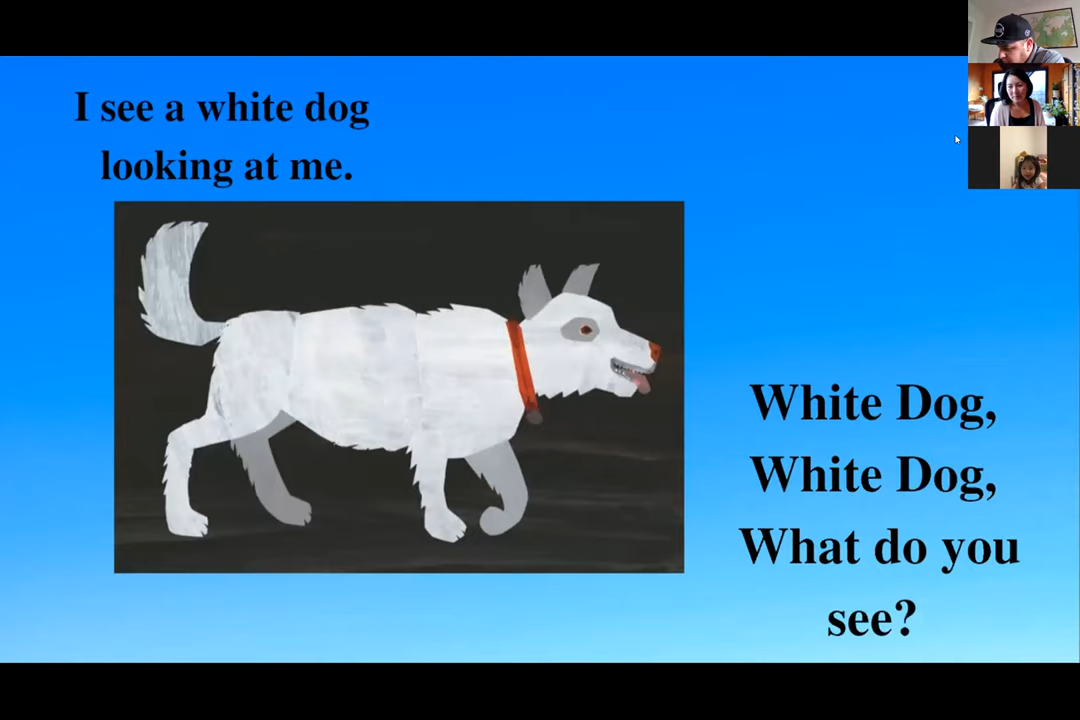 I see a white dog
looking at me.
White Dog,
White Dog,
What do you
see?